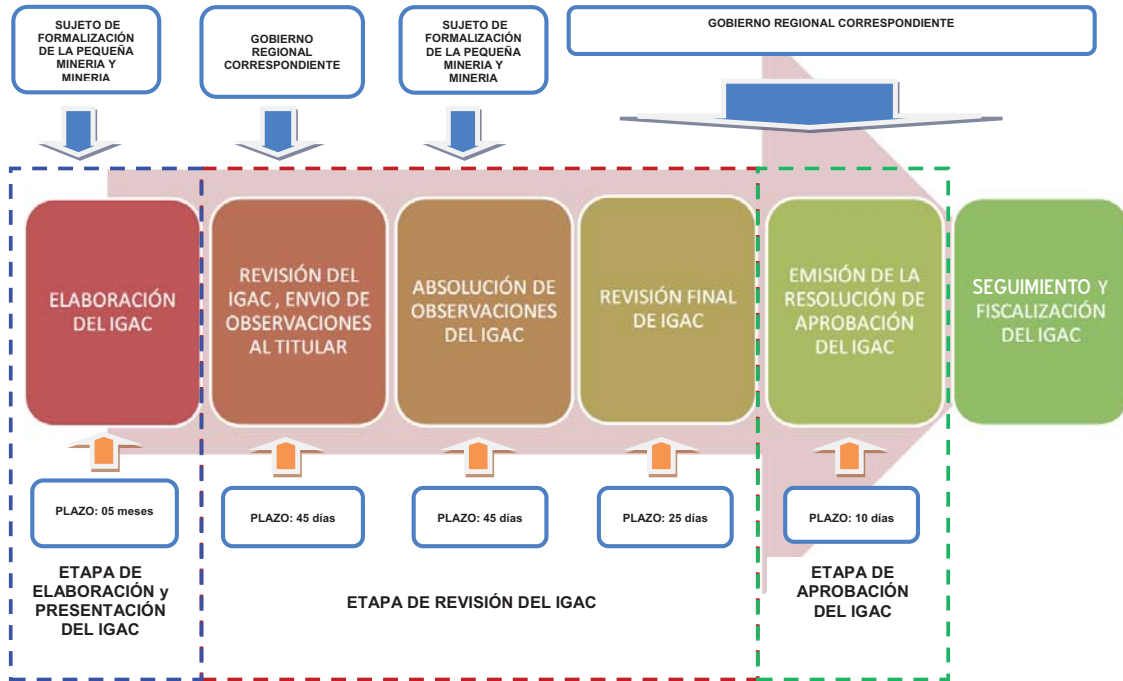 SUJETO DE
FORMALIZACIÓN
DE LA PEQUEÑA
MINERIA Y
MINERIA
GOBIERNO
REGIONAL
CORRESPONDIENTE
SUJETO DE
FORMALIZACIÓN
DE LA PEQUEÑA
MINERIA Y
MINERIA
GOBIERNO REGIONAL CORRESPONDIENTE
ELABORACIÓN
DEL IGAC
REVISIÓN DEL
IGAC , ENVIO DE
OBSERVACIONES
AL TITULAR
ABSOLUCIÓN DE
OBSERVACIONES
DEL IGAC
REVISIÓN FINAL
DE IGAC
EMISIÓN DE LA
RESOLUCIÓN DE
APROBACIÓN
DEL IGAC
SEGUIMIENTO Y
FISCALIZACIÓN
DEL IGAC
PLAZO: 05 meses
PLAZO: 45 días
PLAZO: 45 días
PLAZO: 25 días
PLAZO: 10 días
ETAPA DE
ELABORACIÓN y
PRESENTACIÓN
DEL IGAC
ETAPA DE REVISIÓN DEL IGAC
ETAPA DE
APROBACIÓN
DEL IGAC